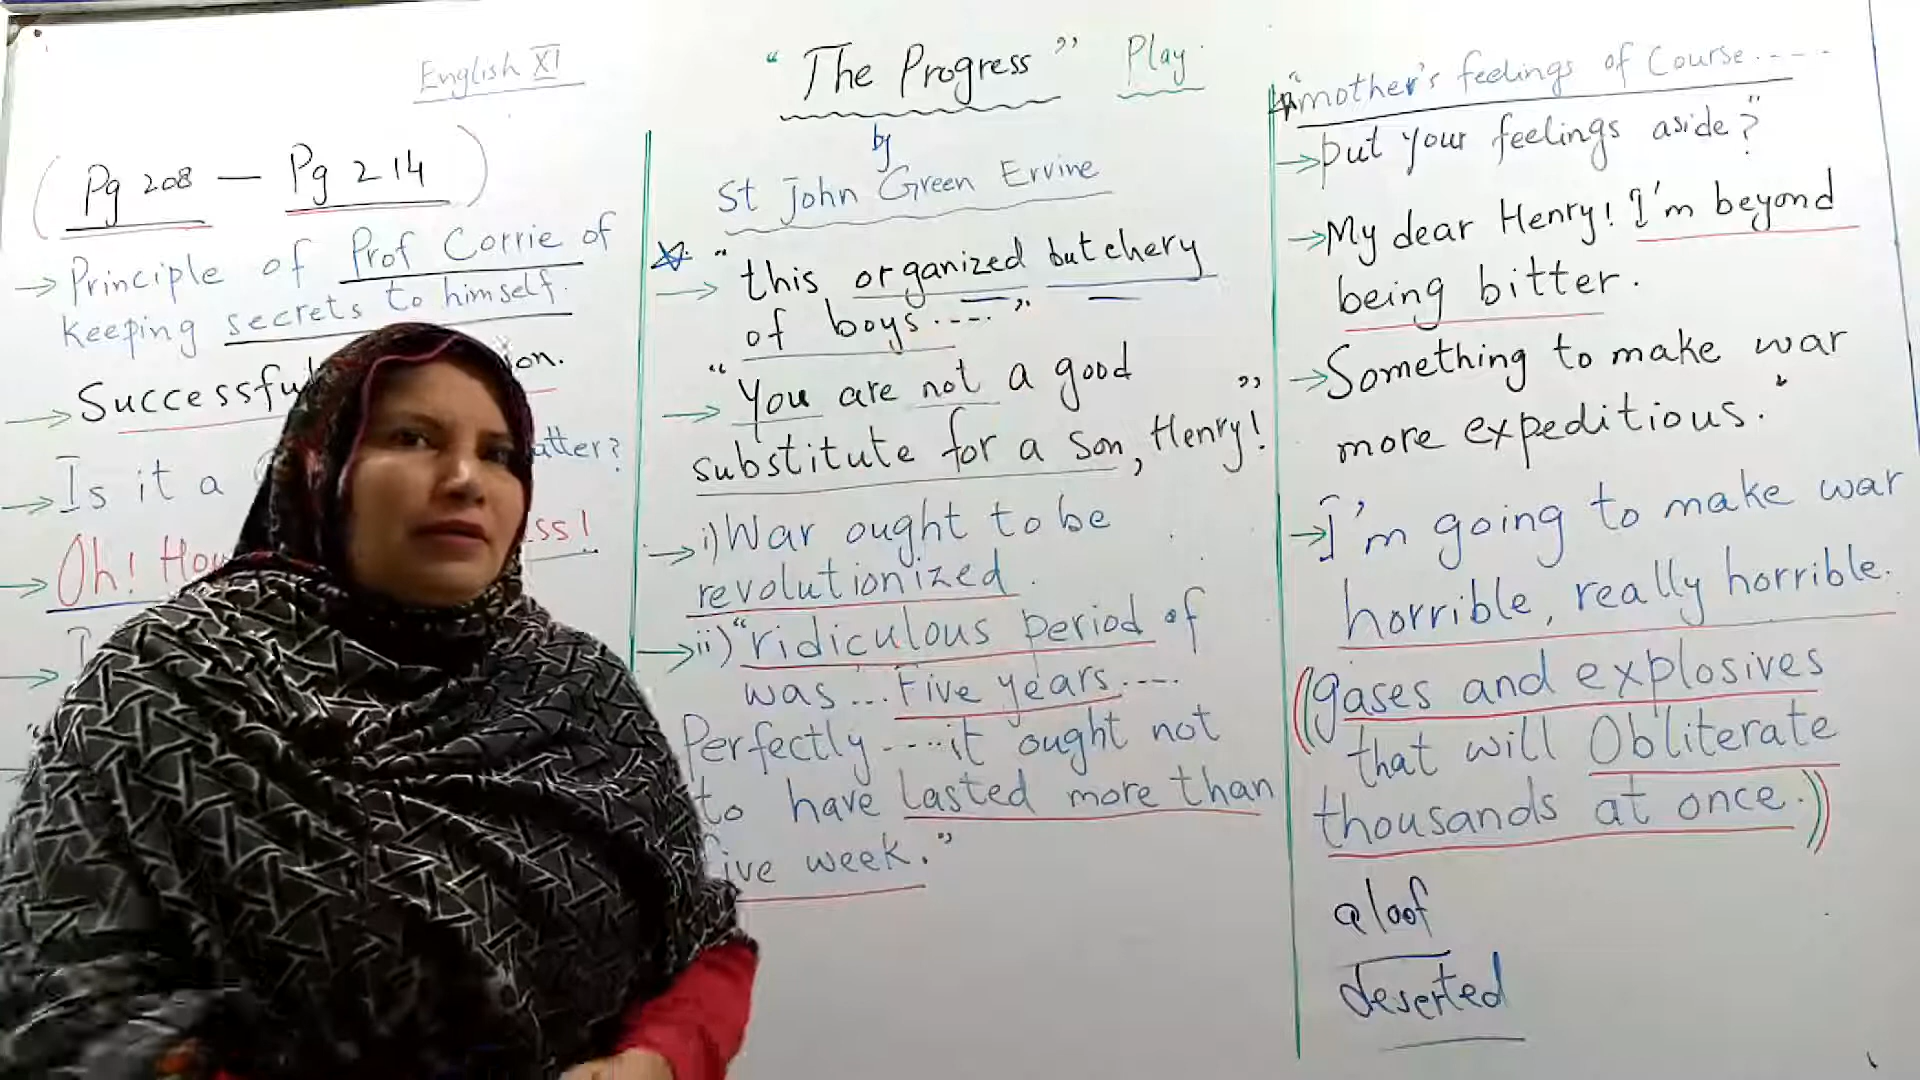 English XI
(Pg 208 — Pg 214)
→ Principle of Prof Corrie of
keeping secrets to himself.
→ Successful
→ Is it a atter?
→ Oh! How ss!
"The Progress" Play
by
St John Green Ervine
→ "this organized butchery
of boys....."
→ "You are not a good
substitute for a son, Henry!"
→ i) War ought to be
revolutionized.
→ ii) "ridiculous period of
was... Five years....
Perfectly ....it ought not
to have lasted more than
five week."
"mother's feelings of Course.....
→ put your feelings aside?"
→ My dear Henry! I'm beyond
being bitter.
→ Something to make war
more expeditious.
→ I'm going to make war
horrible, really horrible.
(gases and explosives
that will Obliterate
thousands at once.))
aloof
deserted